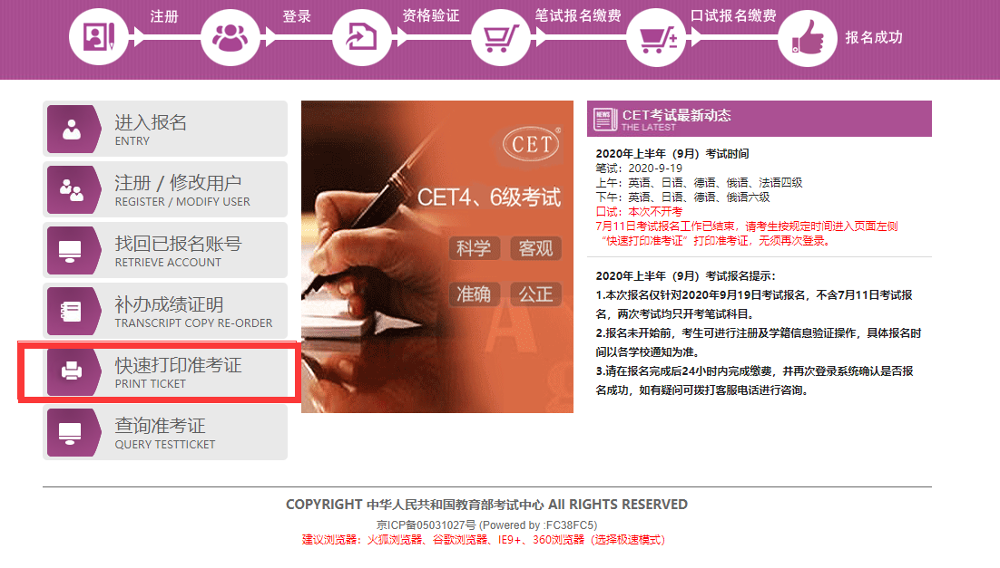 注册
登录
资格验证
笔试报名缴费
口试报名缴费
报名成功
进入报名
ENTRY
注册 / 修改用户
REGISTER / MODIFY USER
找回已报名账号
RETRIEVE ACCOUNT
补办成绩证明
TRANSCRIPT COPY RE-ORDER
快速打印准考证
PRINT TICKET
查询准考证
QUERY TESTTICKET
CET®
CET4、6级考试
科学 客观
准确 公正
NEWS
CET考试最新动态
THE LATEST
2020年上半年（9月）考试时间
笔试：2020-9-19
上午：英语、日语、德语、俄语、法语四级
下午：英语、日语、德语、俄语六级
口试：本次不开考
7月11日考试报名工作已结束，请考生按规定时间进入页面左侧
“快速打印准考证”打印准考证，无须再次登录。
2020年上半年（9月）考试报名提示：
1.本次报名仅针对2020年9月19日考试报名，不含7月11日考试报
名，两次考试均只开考笔试科目。
2.报名未开始前，考生可进行注册及学籍信息验证操作，具体报名时
间以各学校通知为准。
3.请在报名完成后24小时内完成缴费，并再次登录系统确认是否报
名成功，如有疑问可拨打客服电话进行咨询。
COPYRIGHT 中华人民共和国教育部考试中心 All RIGHTS RESERVED
京ICP备05031027号 (Powered by :FC38FC5)
建议浏览器：火狐浏览器、谷歌浏览器、IE9+、360浏览器（选择极速模式）